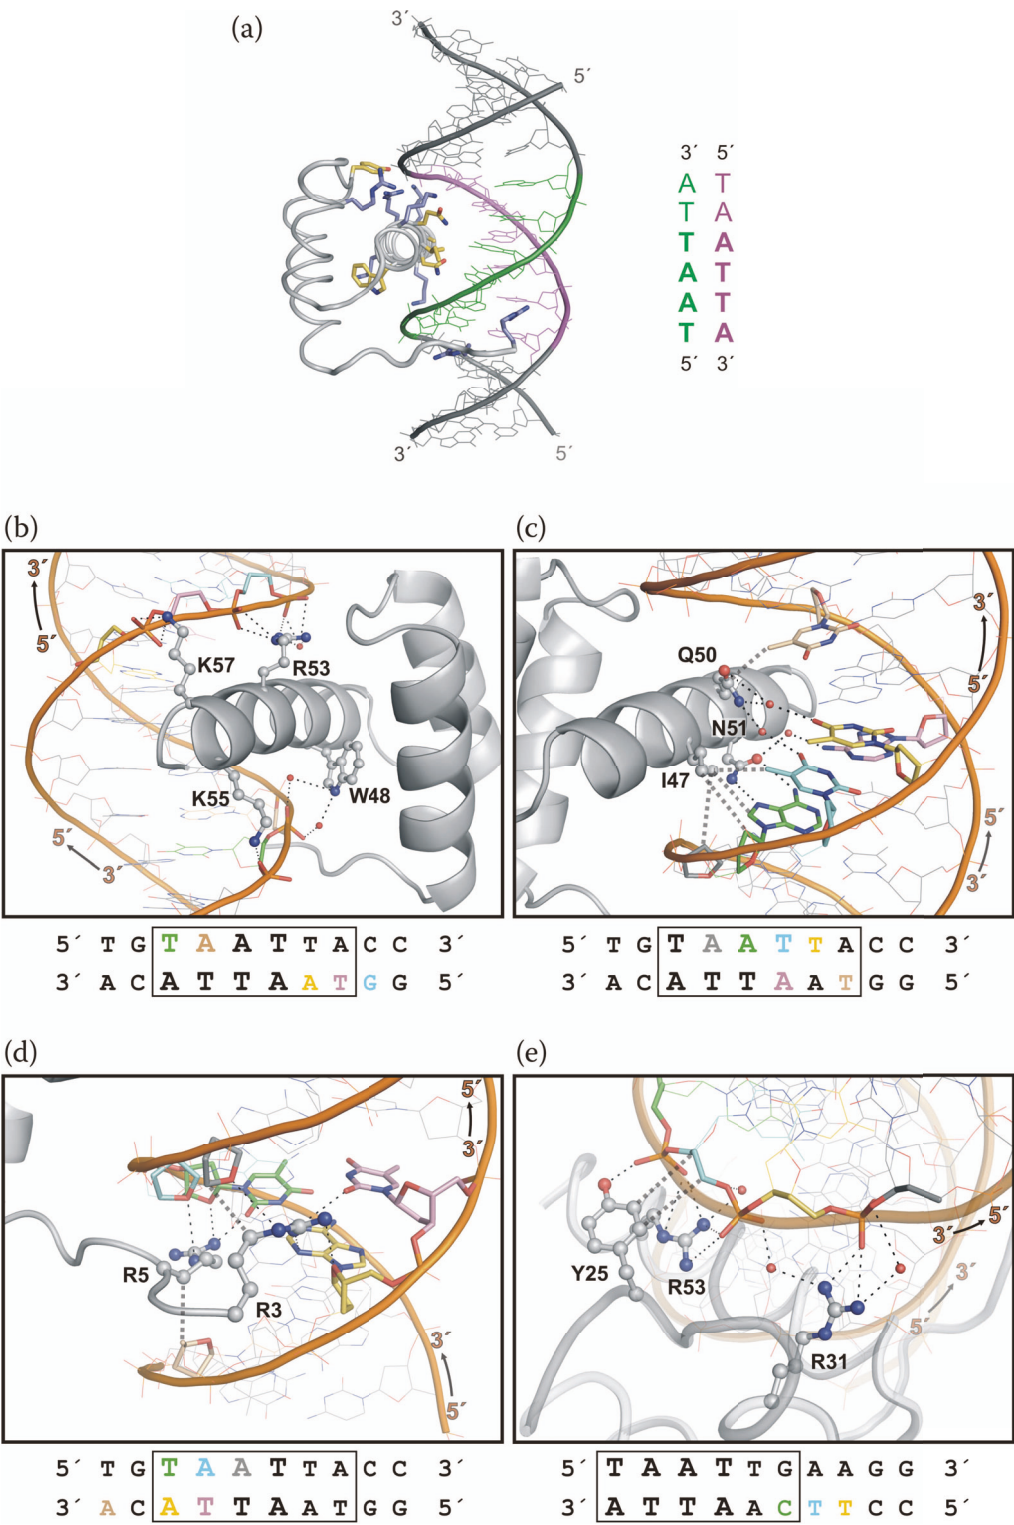 (a)
3´
5´
3´ 5´
A T
T A
T A
A T
A T
T A
5´ 3´
3´
5´
(b)
3´
5´
K57
R53
K55
W48
5´
3´
5´ T G T A A T T A C C 3´
3´ A C A T T A A T G G 5´
(c)
3´
5´
Q50
N51
I47
3´
5´
5´ T G T A A T T A C C 3´
3´ A C A T T A A T G G 5´
(d)
5´
3´
R5
R3
3´
5´
5´ T G T A A T T A C C 3´
3´ A C A T T A A T G G 5´
(e)
3´ 5´
Y25
R53
3´
5´
R31
5´ T A A T T G A A G G 3´
3´ A T T A A C T T C C 5´